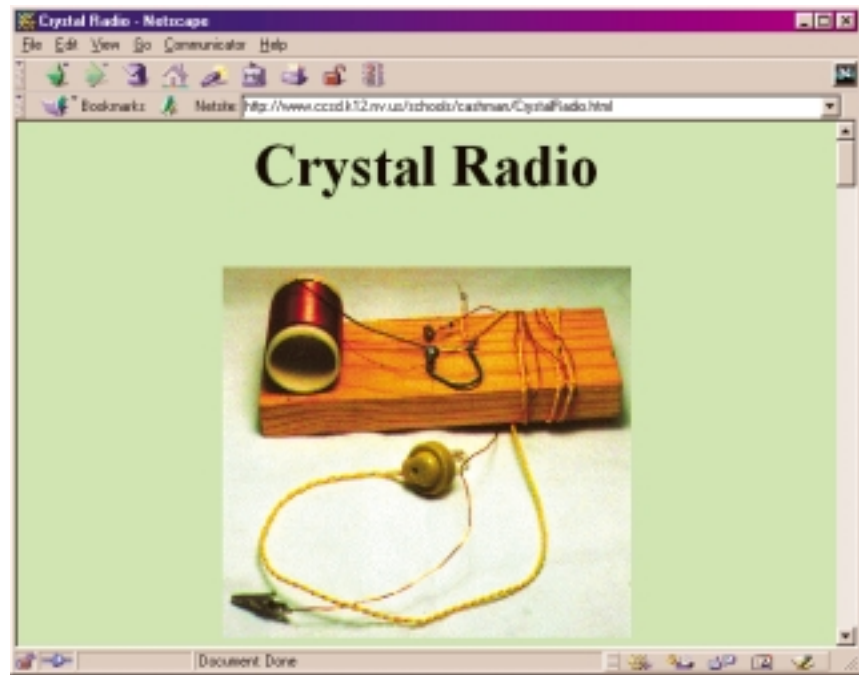 Crystal Radio - Netscape
File Edit View Go Communicator Help
Bookmarks Netsite: http://www.ccsd.k12.nv.us/schools/cashman/CrystalRadio.html
Crystal Radio
Document: Done